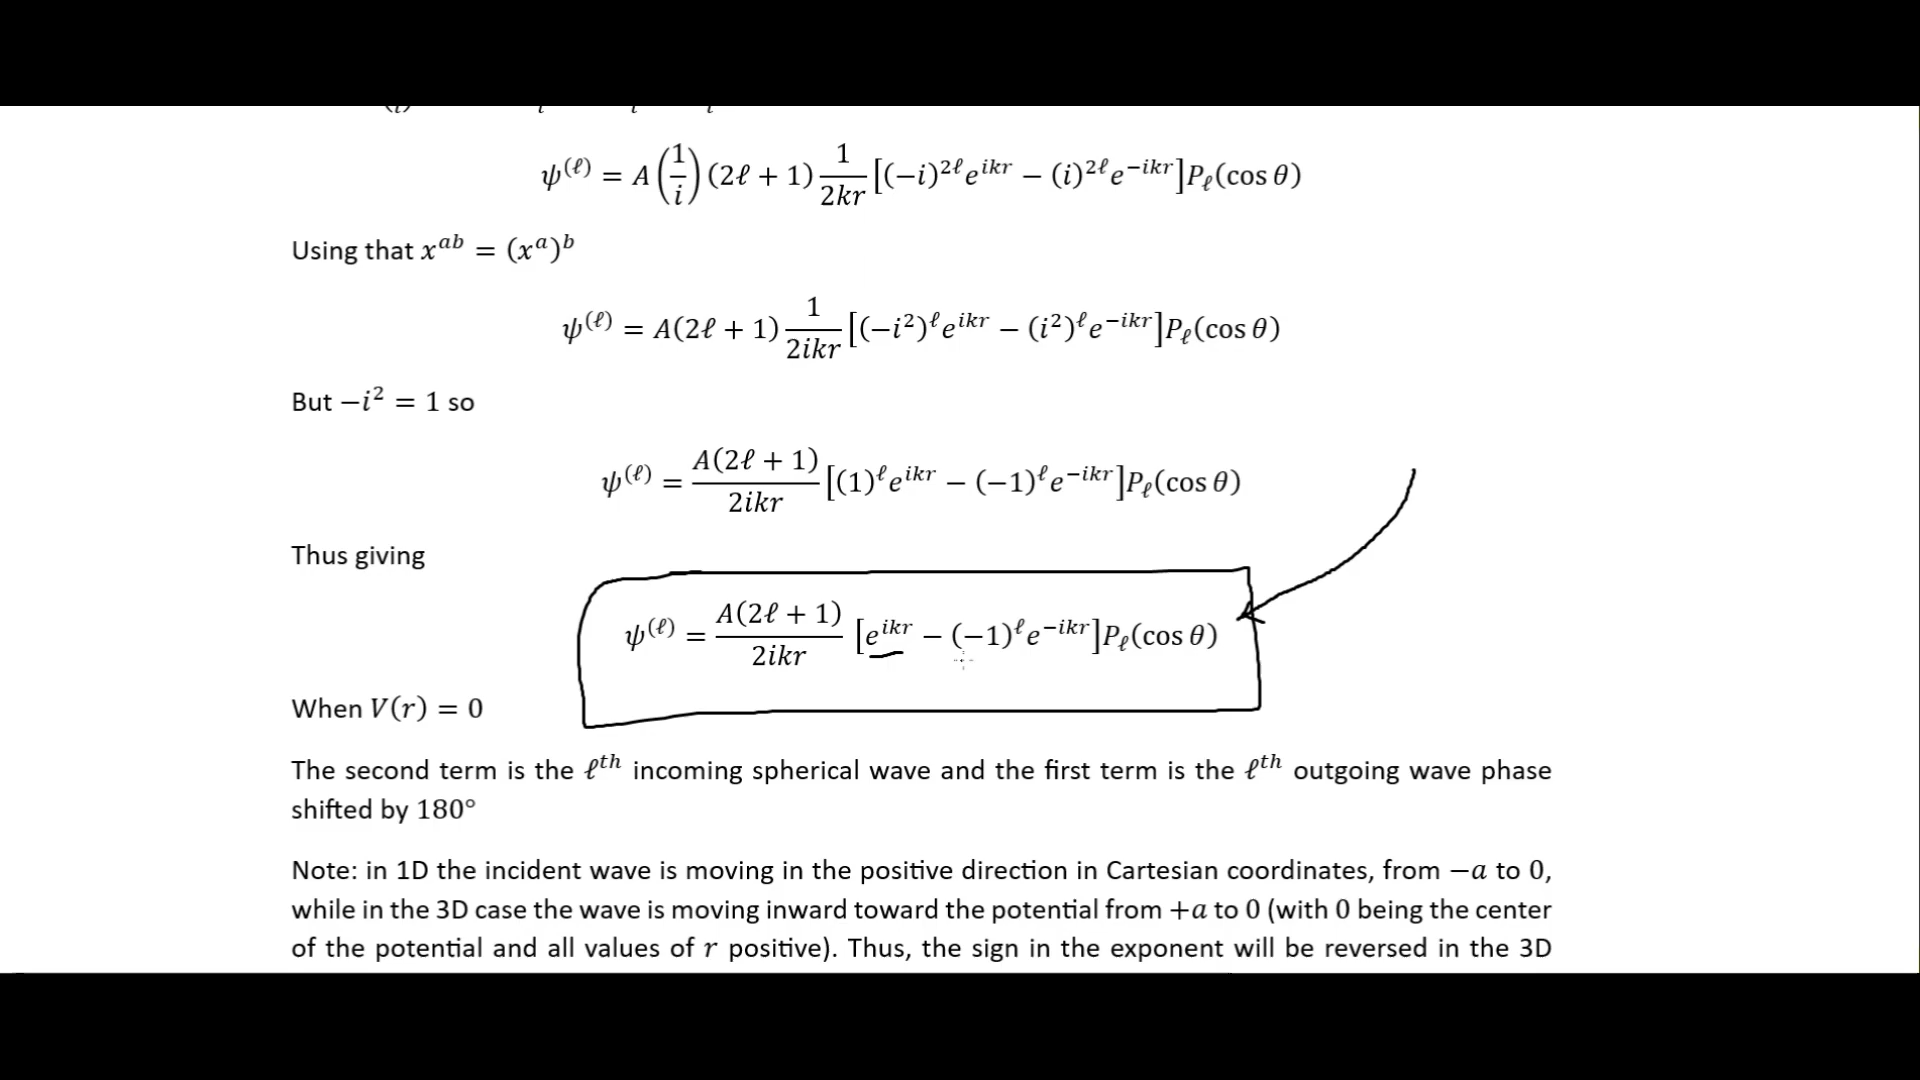 ψ^(ℓ) = A(1/i)(2ℓ + 1) 1/2kr [(−i)^2ℓ e^ikr − (i)^2ℓ e^−ikr]P_ℓ(cos θ)
Using that x^ab = (x^a)^b
ψ^(ℓ) = A(2ℓ + 1) 1/2ikr [(−i^2)^ℓ e^ikr − (i^2)^ℓ e^−ikr]P_ℓ(cos θ)
But −i^2 = 1 so
ψ^(ℓ) = A(2ℓ + 1)/2ikr [(1)^ℓ e^ikr − (−1)^ℓ e^−ikr]P_ℓ(cos θ)
Thus giving
ψ^(ℓ) = A(2ℓ + 1)/2ikr [e^ikr − (−1)^ℓ e^−ikr]P_ℓ(cos θ)
When V(r) = 0
The second term is the ℓ^th incoming spherical wave and the first term is the ℓ^th outgoing wave phase
shifted by 180°
Note: in 1D the incident wave is moving in the positive direction in Cartesian coordinates, from −a to 0,
while in the 3D case the wave is moving inward toward the potential from +a to 0 (with 0 being the center
of the potential and all values of r positive). Thus, the sign in the exponent will be reversed in the 3D